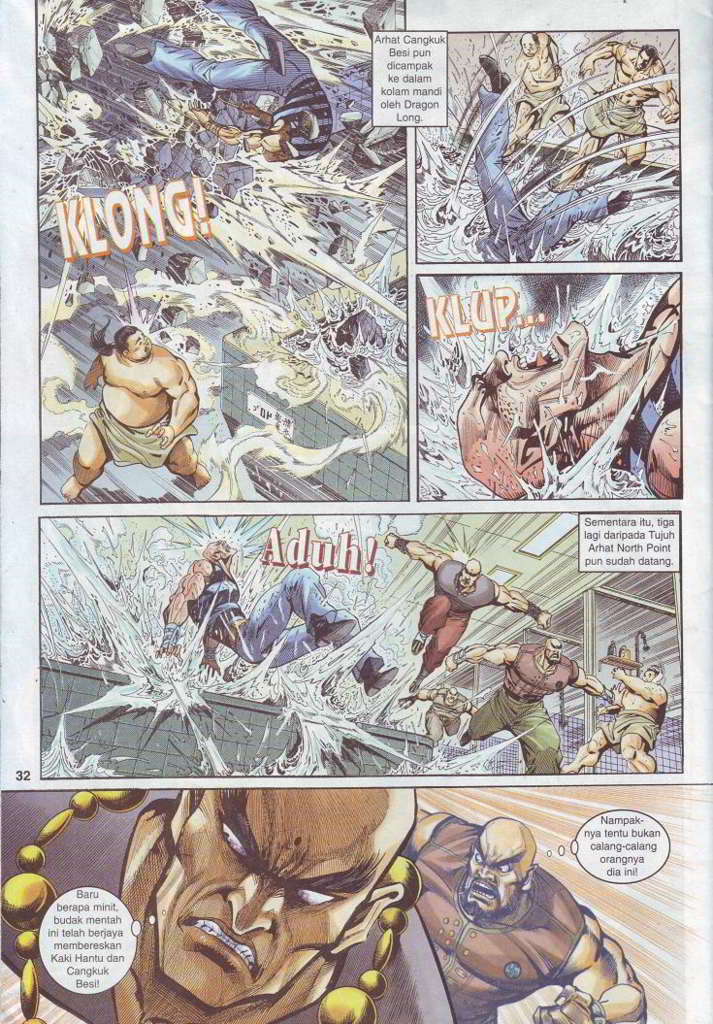 Arhat Cangkuk
Besi pun
dicampak
ke dalam
kolam mandi
oleh Dragon
Long.
KLONG!
KLUP...
Aduh!
Sementara itu, tiga
lagi daripada Tujuh
Arhat North Point
pun sudah datang.
32
Nampak-
nya tentu bukan
calang-calang
orangnya
dia ini!
Baru
berapa minit,
budak mentah
ini telah berjaya
membereskan
Kaki Hantu dan
Cangkuk
Besi!